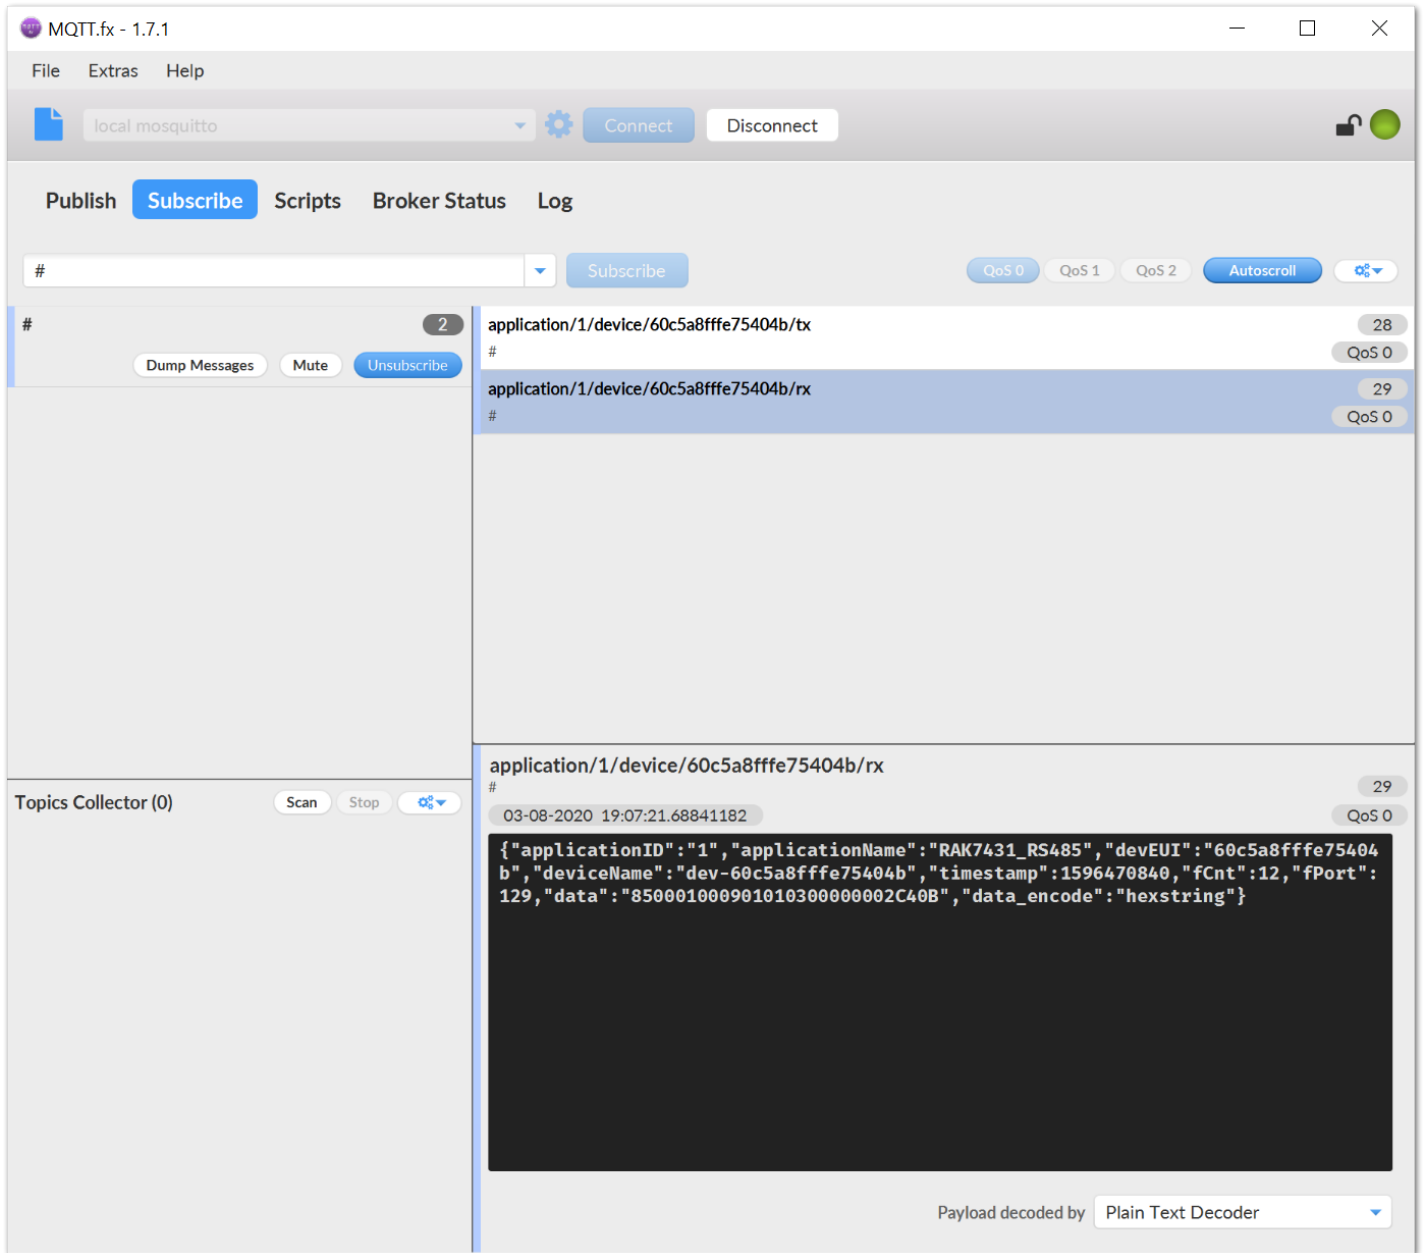 MQTT.fx - 1.7.1
File Extras Help
local mosquitto Connect Disconnect
Publish Subscribe Scripts Broker Status Log
# Subscribe QoS 0 QoS 1 QoS 2 Autoscroll
# 2
Dump Messages Mute Unsubscribe
application/1/device/60c5a8fffe75404b/tx 28
# QoS 0
application/1/device/60c5a8fffe75404b/rx 29
# QoS 0
Topics Collector (0) Scan Stop
application/1/device/60c5a8fffe75404b/rx
# 29
03-08-2020 19:07:21.68841182 QoS 0
{"applicationID":"1","applicationName":"RAK7431_RS485","devEUI":"60c5a8fffe75404
b","deviceName":"dev-60c5a8fffe75404b","timestamp":1596470840,"fCnt":12,"fPort":
129,"data":"850001000901010300000002C40B","data_encode":"hexstring"}
Payload decoded by Plain Text Decoder